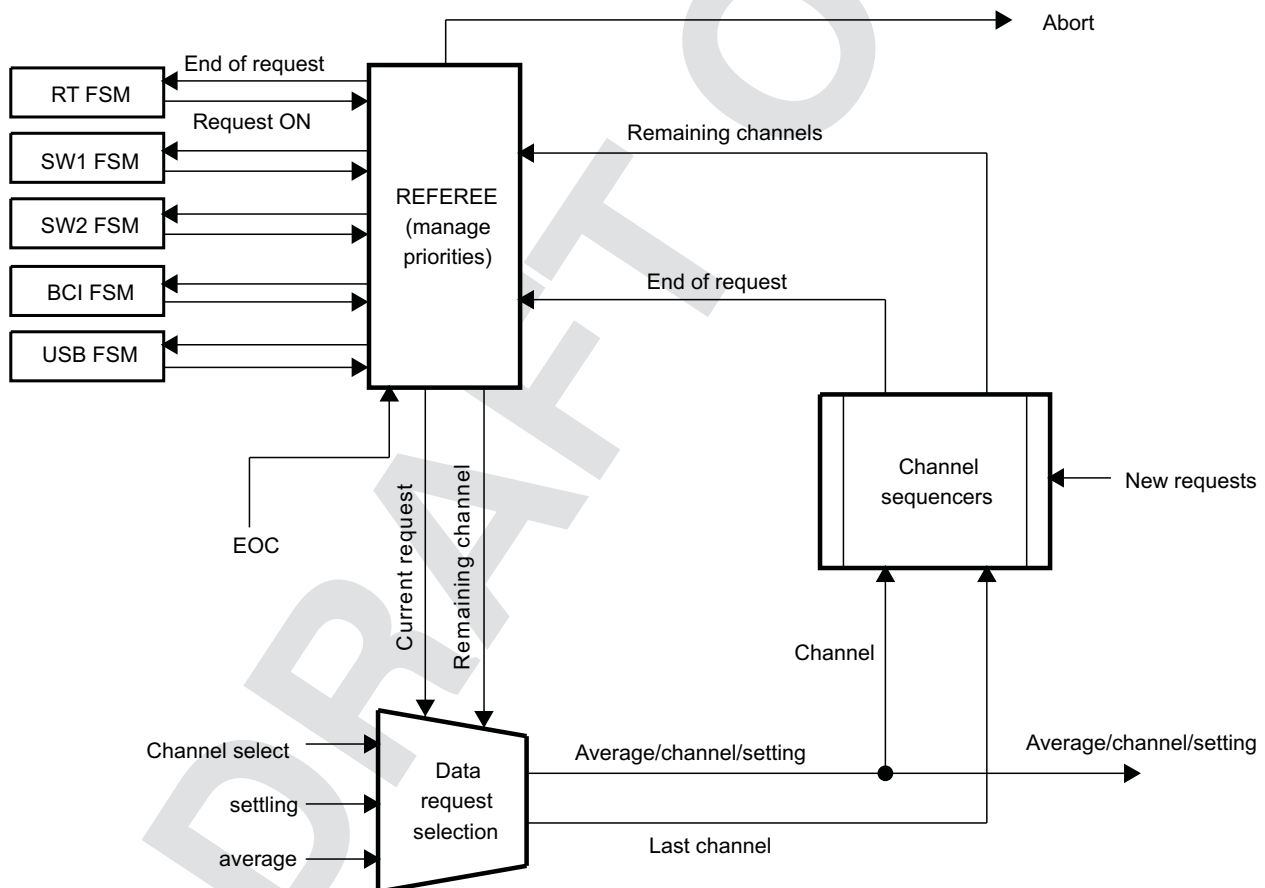 Abort
End of request
RT FSM
Request ON
SW1 FSM
SW2 FSM
BCI FSM
USB FSM
REFEREE
(manage
priorities)
Remaining channels
End of request
Channel
sequencers
New requests
EOC
Current request
Remaining channel
Channel
Channel select
settling
average
Data
request
selection
Average/channel/setting
Average/channel/setting
Last channel
DRAFT O